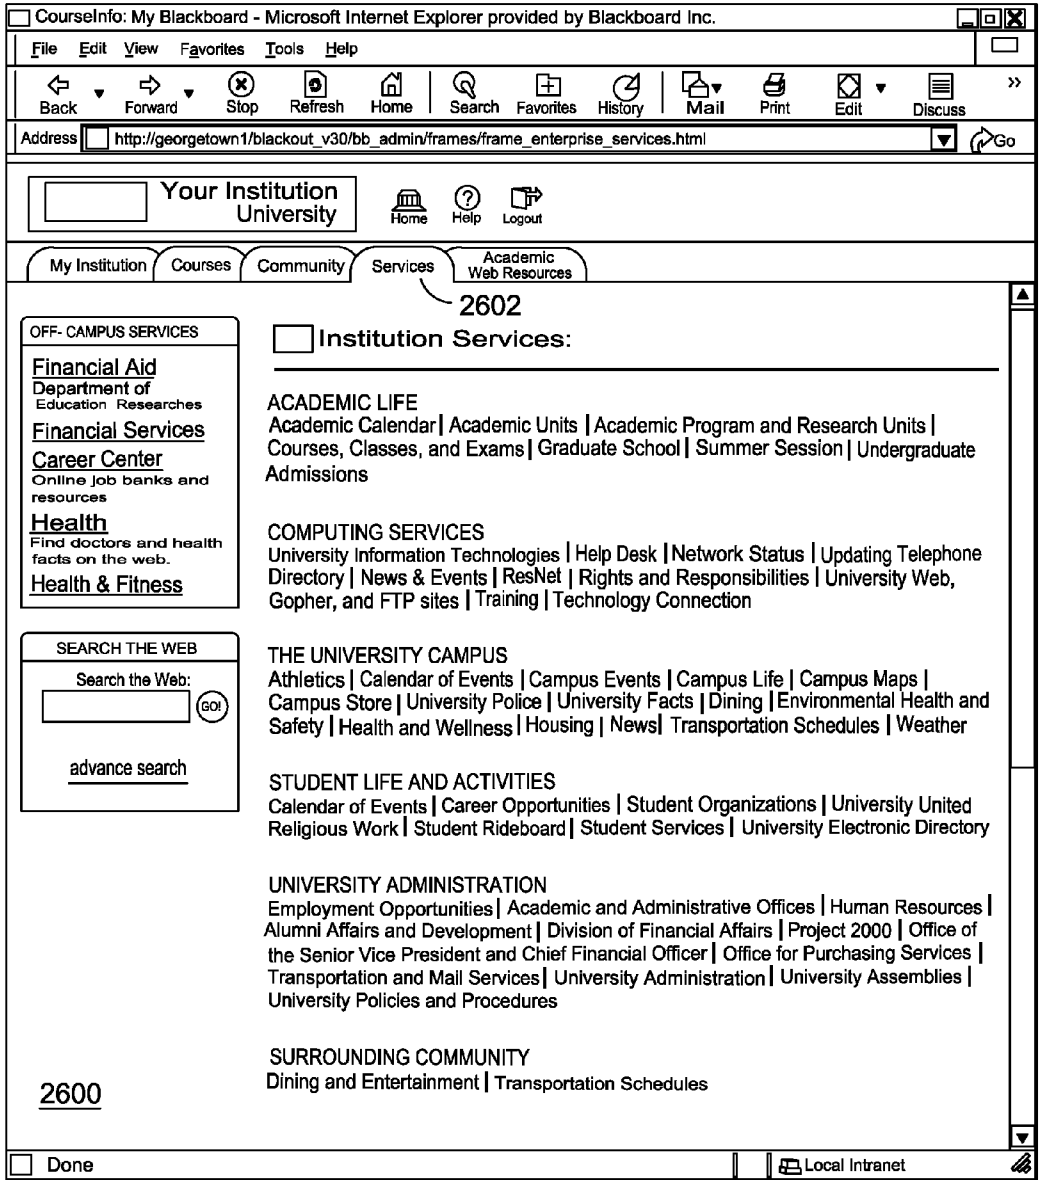 CourseInfo: My Blackboard - Microsoft Internet Explorer provided by Blackboard Inc.
File Edit View Favorites Tools Help
Back Forward Stop Refresh Home Search Favorites History Mail Print Edit Discuss »
Address http://georgetown1/blackout_v30/bb_admin/frames/frame_enterprise_services.html Go
Your Institution
University
Home Help Logout
My Institution Courses Community Services Academic
Web Resources
2602
OFF- CAMPUS SERVICES
Financial Aid
Department of
Education Researches
Financial Services
Career Center
Online job banks and
resources
Health
Find doctors and health
facts on the web.
Health & Fitness
SEARCH THE WEB
Search the Web:
GO!
advance search
Institution Services:
ACADEMIC LIFE
Academic Calendar | Academic Units | Academic Program and Research Units |
Courses, Classes, and Exams | Graduate School | Summer Session | Undergraduate
Admissions
COMPUTING SERVICES
University Information Technologies | Help Desk | Network Status | Updating Telephone
Directory | News & Events | ResNet | Rights and Responsibilities | University Web,
Gopher, and FTP sites | Training | Technology Connection
THE UNIVERSITY CAMPUS
Athletics | Calendar of Events | Campus Events | Campus Life | Campus Maps |
Campus Store | University Police | University Facts | Dining | Environmental Health and
Safety | Health and Wellness | Housing | News | Transportation Schedules | Weather
STUDENT LIFE AND ACTIVITIES
Calendar of Events | Career Opportunities | Student Organizations | University United
Religious Work | Student Rideboard | Student Services | University Electronic Directory
UNIVERSITY ADMINISTRATION
Employment Opportunities | Academic and Administrative Offices | Human Resources |
Alumni Affairs and Development | Division of Financial Affairs | Project 2000 | Office of
the Senior Vice President and Chief Financial Officer | Office for Purchasing Services |
Transportation and Mail Services | University Administration | University Assemblies |
University Policies and Procedures
SURROUNDING COMMUNITY
Dining and Entertainment | Transportation Schedules
2600
Done Local Intranet